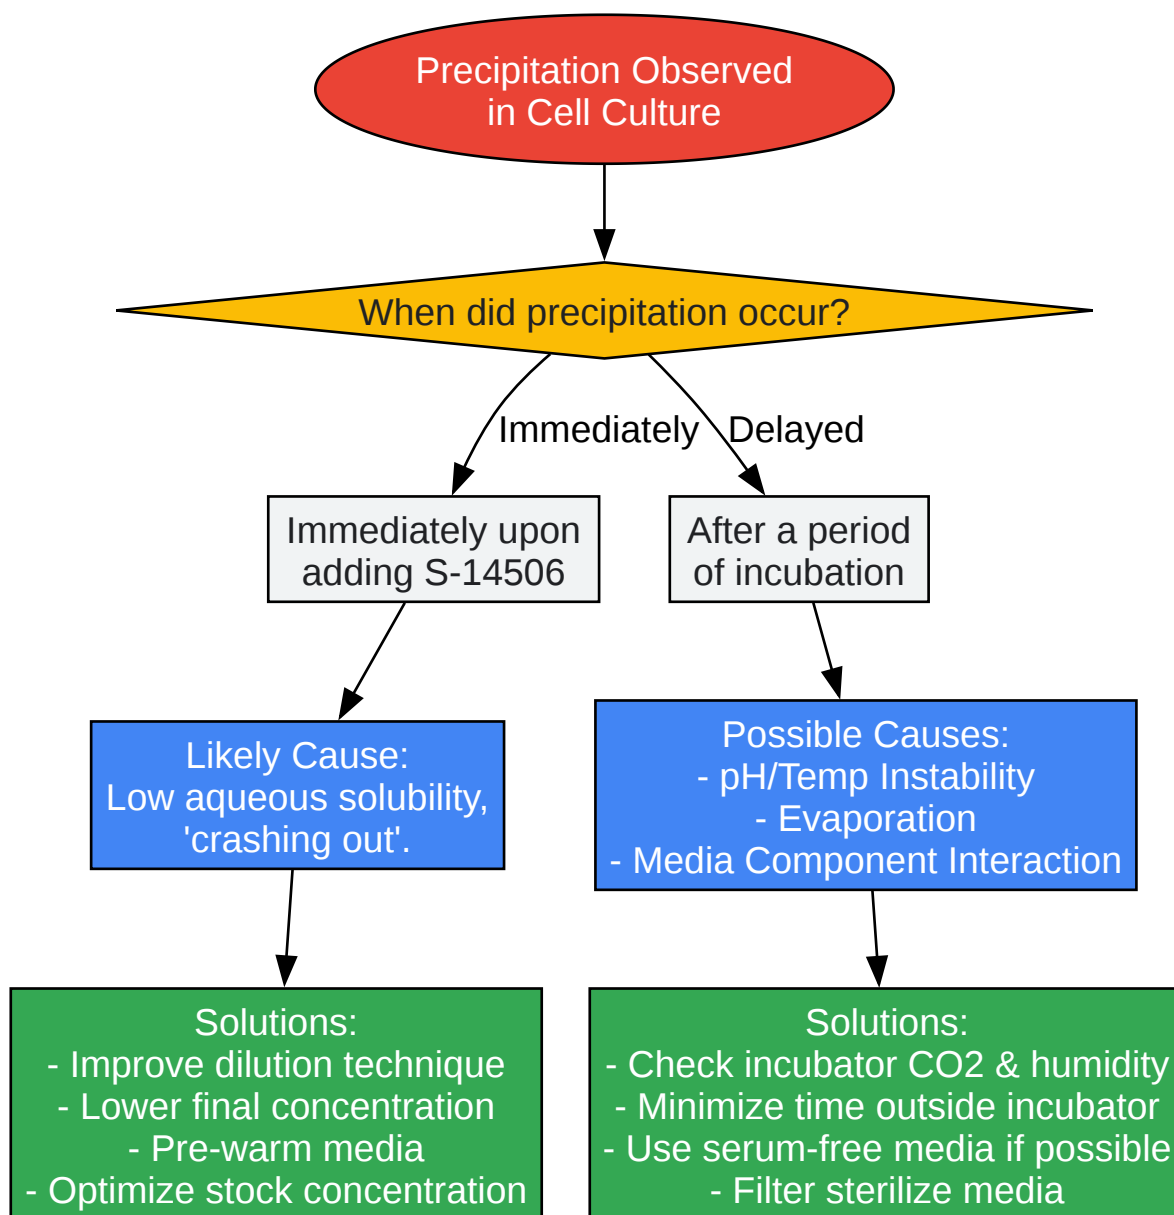 Precipitation Observed
in Cell Culture
When did precipitation occur?
Immediately
Delayed
Immediately upon
adding S-14506
After a period
of incubation
Likely Cause:
Low aqueous solubility,
'crashing out'.
Possible Causes:
- pH/Temp Instability
- Evaporation
- Media Component Interaction
Solutions:
- Improve dilution technique
- Lower final concentration
- Pre-warm media
- Optimize stock concentration
Solutions:
- Check incubator CO2 & humidity
- Minimize time outside incubator
- Use serum-free media if possible
- Filter sterilize media